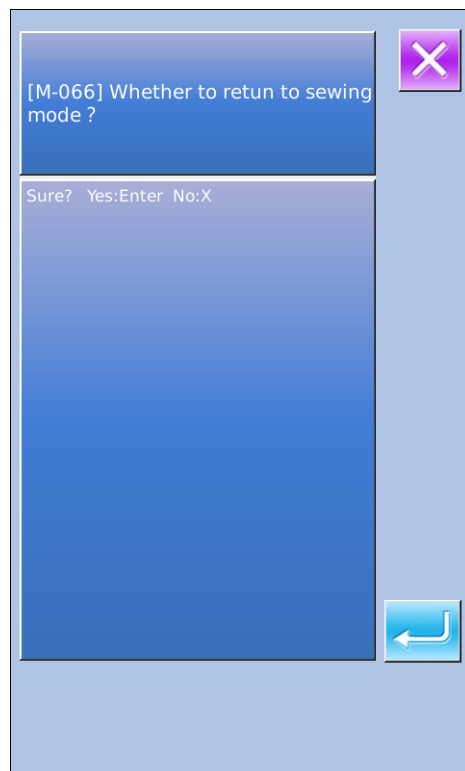 [M-066] Whether to retun to sewing
mode ?
Sure? Yes:Enter No:X